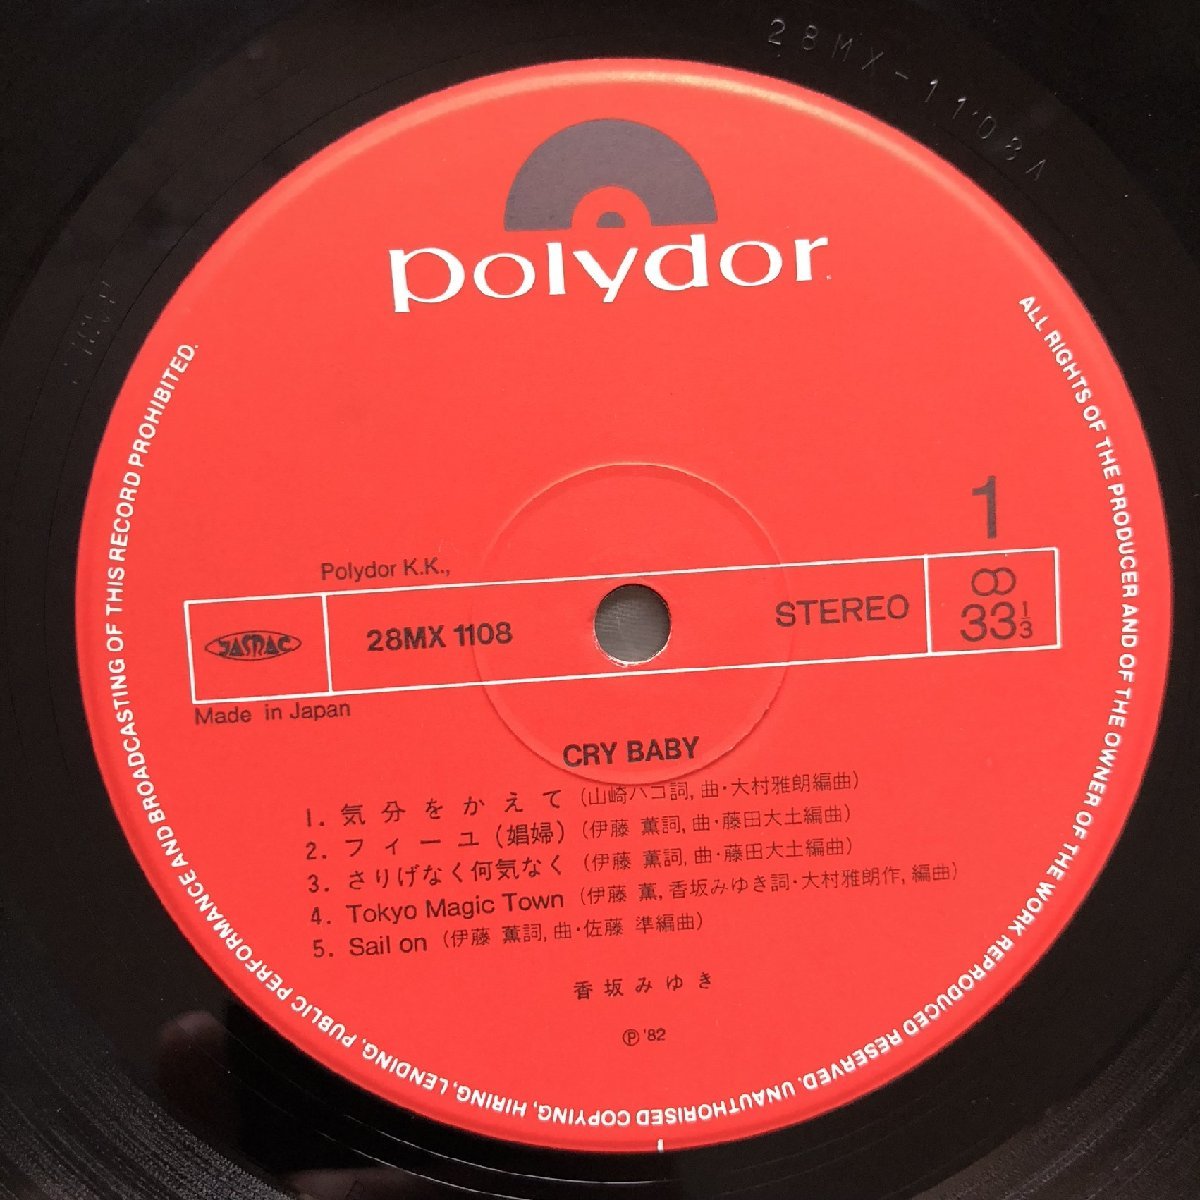 28MX-1108A
polydor
ALL RIGHTS OF THE PRODUCER AND OF THE OWNER OF THE WORK REPRODUCED RESERVED. UNAUTHORISED COPYING, HIRING, LENDING, PUBLIC PERFORMANCE AND BROADCASTING OF THIS RECORD PROHIBITED.
1
Polydor K.K.,
JASRAC 28MX 1108 STEREO 33⅓
Made in Japan
CRY BABY
1. 気分をかえて (山崎ハコ詞, 曲・大村雅朗編曲)
2. フィーユ (娼婦) (伊藤 薫詞, 曲・藤田大土編曲)
3. さりげなく何気なく (伊藤 薫詞, 曲・藤田大土編曲)
4. Tokyo Magic Town (伊藤 薫, 香坂みゆき詞・大村雅朗作, 編曲)
5. Sail on (伊藤 薫詞, 曲・佐藤 準編曲)
香坂みゆき
Ⓟ '82